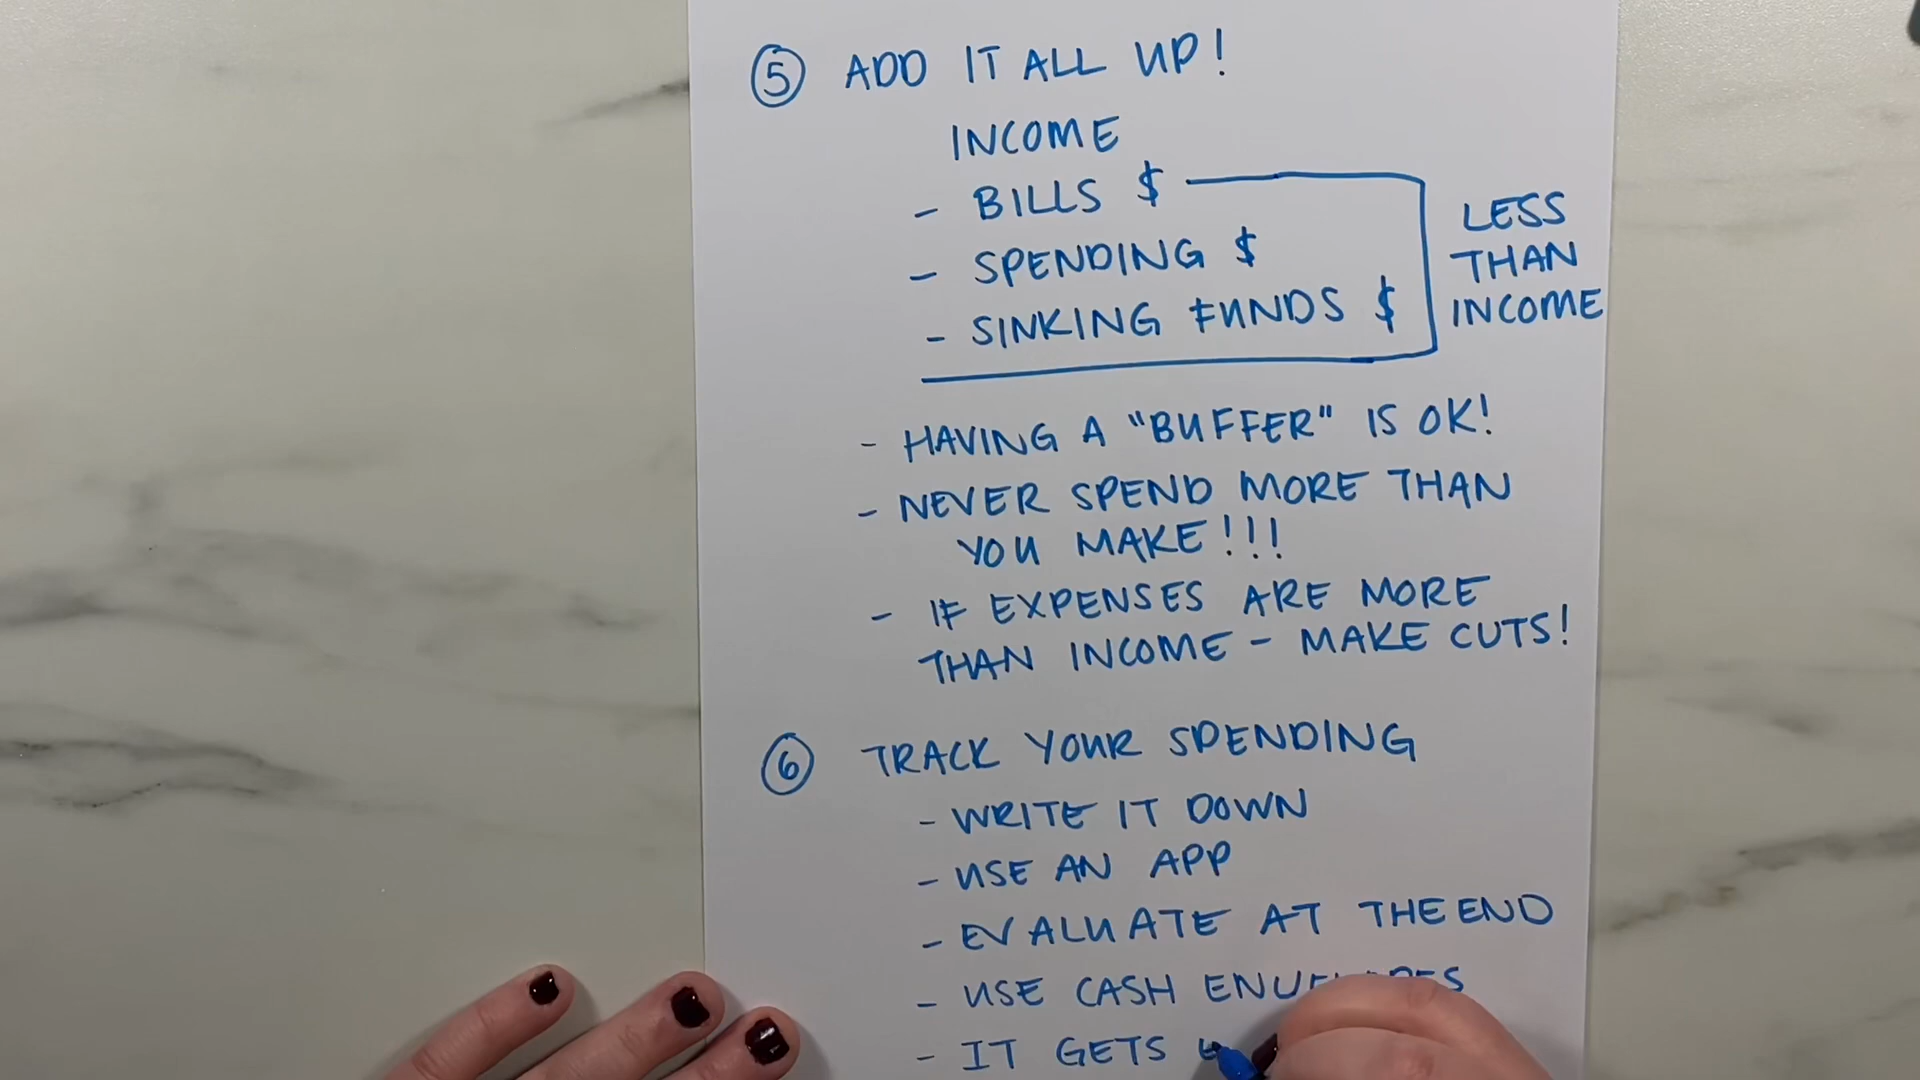 ⑤ ADD IT ALL UP!
INCOME
- BILLS $
- SPENDING $
- SINKING FUNDS $
LESS
THAN
INCOME
- HAVING A "BUFFER" IS OK!
- NEVER SPEND MORE THAN
YOU MAKE!!!
- IF EXPENSES ARE MORE
THAN INCOME - MAKE CUTS!
⑥ TRACK YOUR SPENDING
- WRITE IT DOWN
- USE AN APP
- EVALUATE AT THE END
- USE CASH
- IT GETS